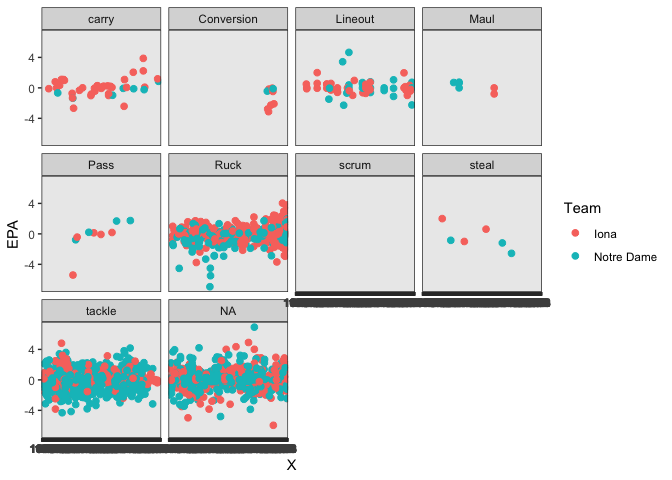 carry Conversion Lineout Maul
4
0
-4
Pass Ruck scrum steal
4
0
-4
tackle NA
4
0
-4
EPA
X
Team
Iona
Notre Dame